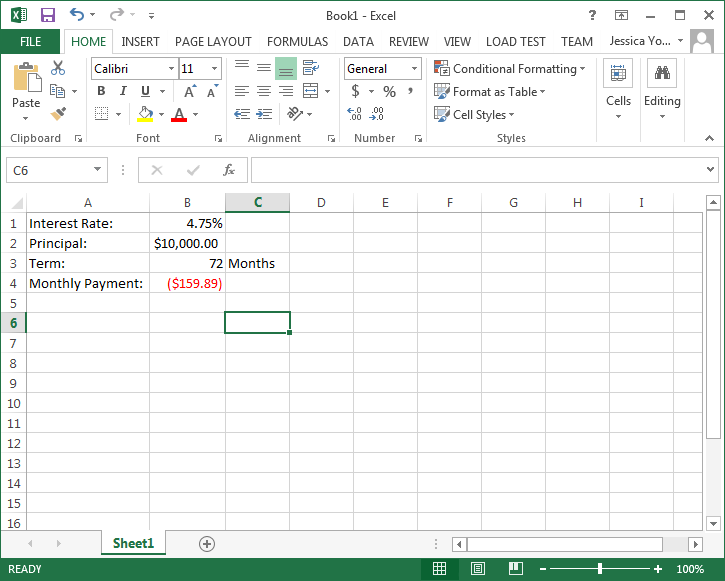 Book1 - Excel
?
FILE HOME INSERT PAGE LAYOUT FORMULAS DATA REVIEW VIEW LOAD TEST TEAM Jessica Yo...
Calibri 11 General Conditional Formatting
Paste B I U A A $ % , Format as Table Cells Editing
A .00 .00 Cell Styles
Clipboard Font Alignment Number Styles
C6 fx
A B C D E F G H I
1 Interest Rate: 4.75%
2 Principal: $10,000.00
3 Term: 72 Months
4 Monthly Payment: ($159.89)
5
6
7
8
9
10
11
12
13
14
15
16
Sheet1
READY 100%